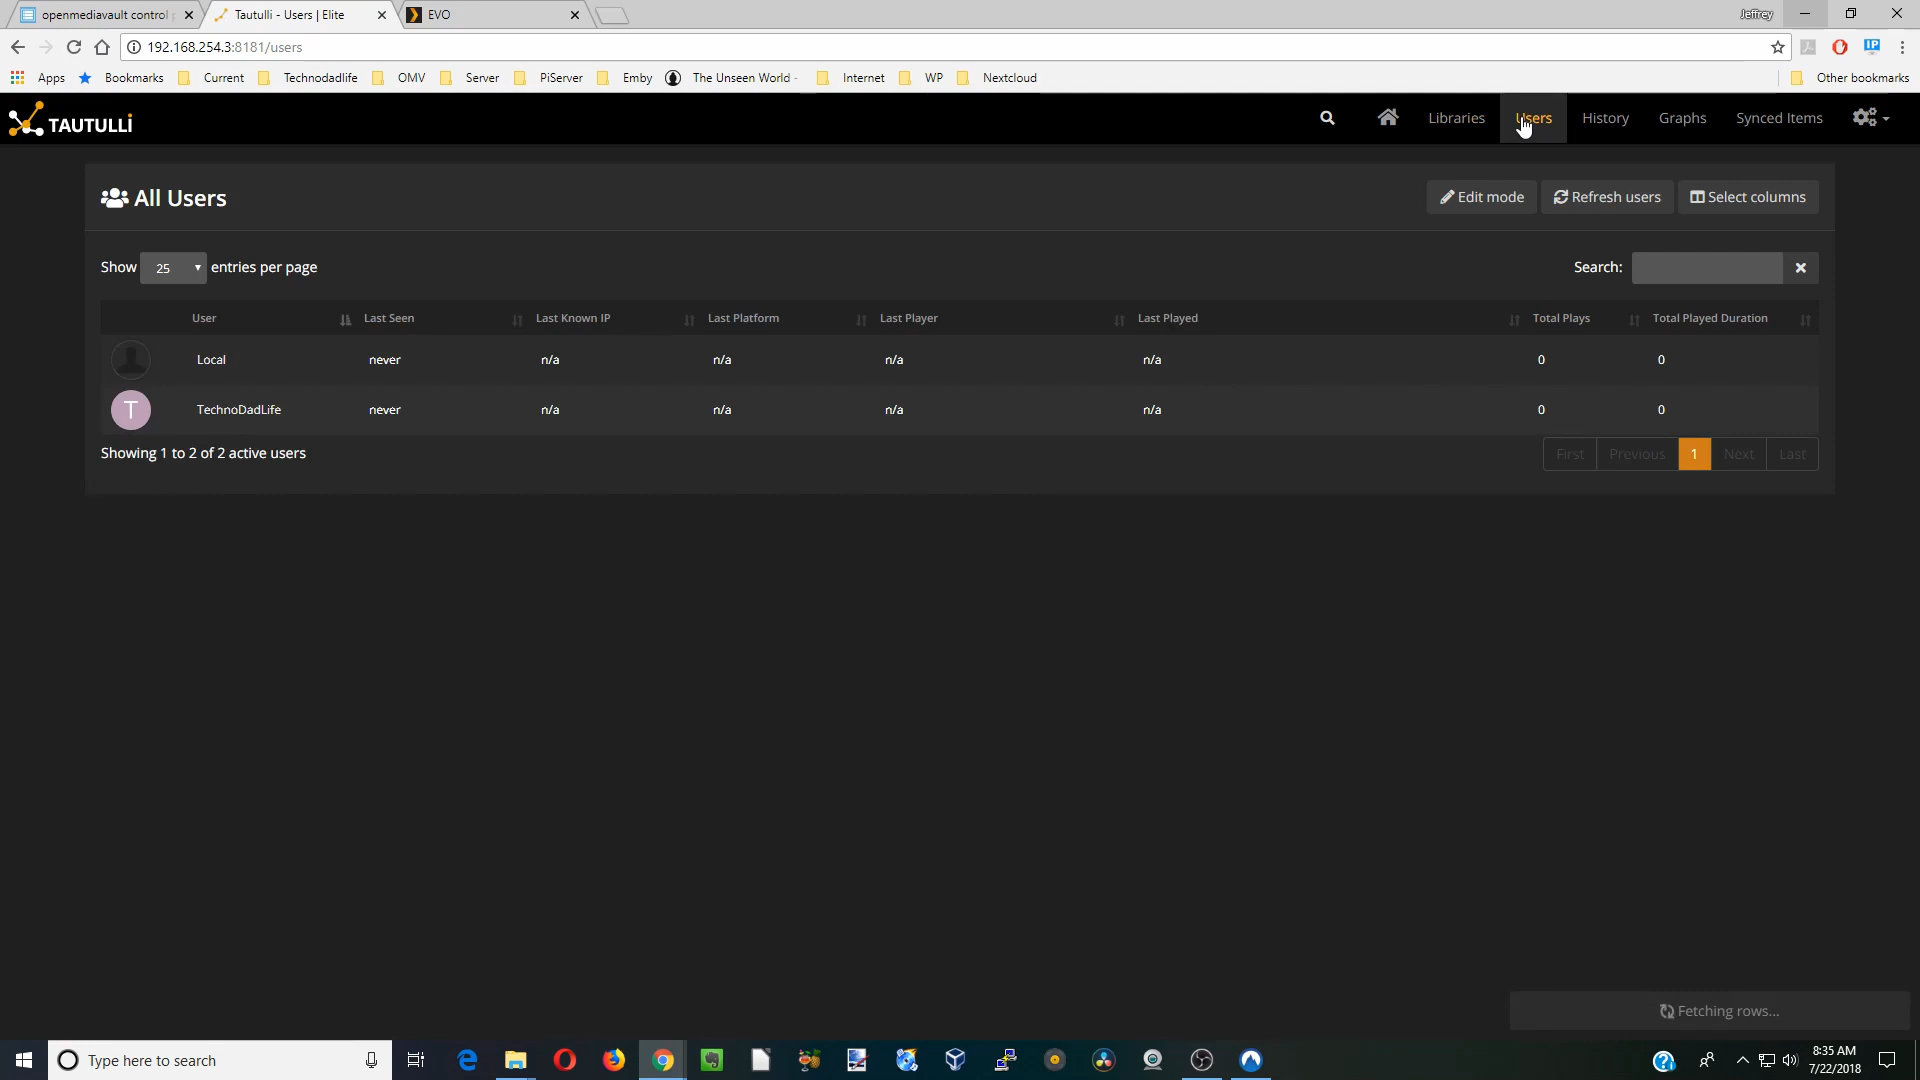 openmediavault control
Tautulli - Users | Elite
EVO
Jeffrey
192.168.254.3:8181/users
Apps
Bookmarks
Current
Technodadlife
OMV
Server
PiServer
Emby
The Unseen World -
Internet
WP
Nextcloud
Other bookmarks
TAUTULLi
Libraries
Users
History
Graphs
Synced Items
All Users
Edit mode
Refresh users
Select columns
Show 25 entries per page
Search:
User Last Seen Last Known IP Last Platform Last Player Last Played Total Plays Total Played Duration
Local never n/a n/a n/a n/a 0 0
T TechnoDadLife never n/a n/a n/a n/a 0 0
Showing 1 to 2 of 2 active users
First Previous 1 Next Last
Fetching rows...
Type here to search
8:35 AM
7/22/2018